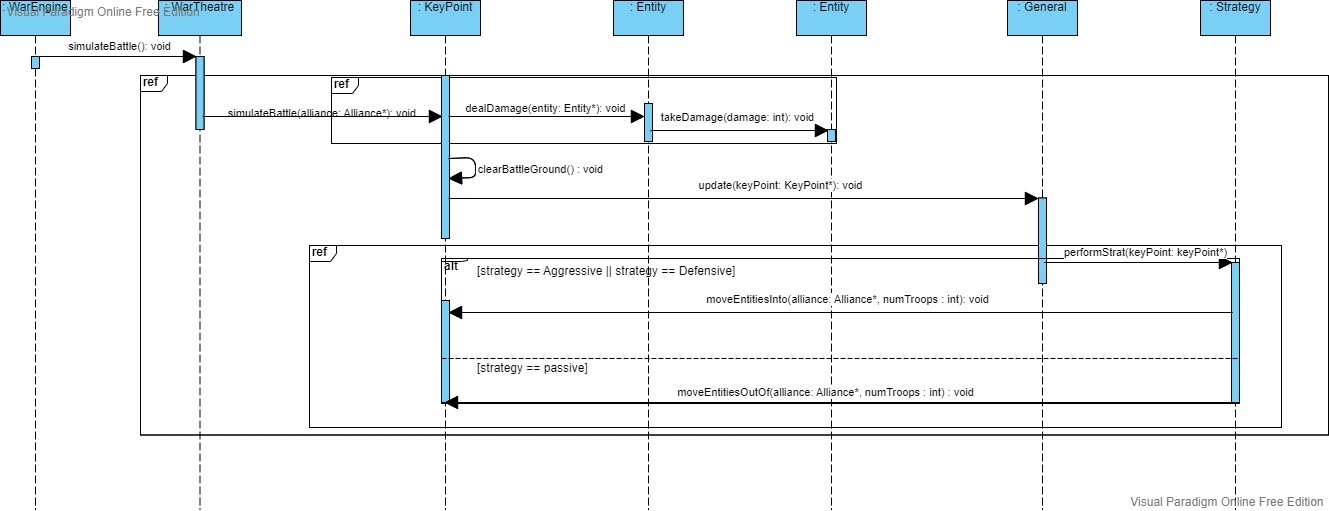 : WarEngine
Visual Paradigm Online Free Edition
: WarTheatre
: KeyPoint
: Entity
: Entity
: General
: Strategy
simulateBattle(): void
ref
ref
simulateBattle(alliance: Alliance*): void
dealDamage(entity: Entity*): void
takeDamage(damage: int): void
clearBattleGround() : void
update(keyPoint: KeyPoint*): void
ref
performStrat(keyPoint: keyPoint*)
alt
[strategy == Aggressive || strategy == Defensive]
moveEntitiesInto(alliance: Alliance*, numTroops : int): void
[strategy == passive]
moveEntitiesOutOf(alliance: Alliance*, numTroops : int) : void
Visual Paradigm Online Free Edition